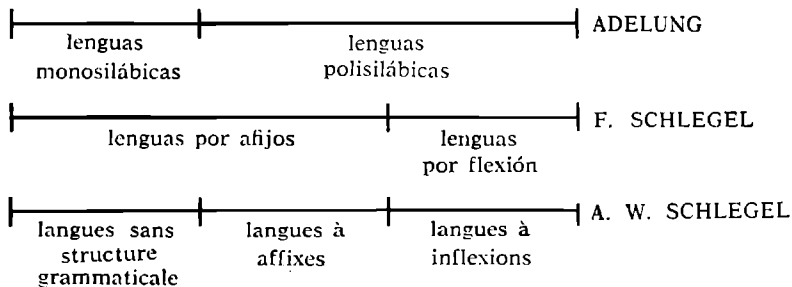 ADELUNG
lenguas
monosilábicas
lenguas
polisilábicas
F. SCHLEGEL
lenguas por afijos
lenguas
por flexión
A. W. SCHLEGEL
langues sans
structure
grammaticale
langues à
affixes
langues à
inflexions